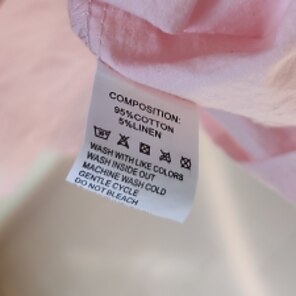 COMPOSITION:
95%COTTON
5%LINEN
WASH WITH LIKE COLORS
WASH INSIDE OUT
MACHINE WASH COLD
GENTLE CYCLE
DO NOT BLEACH